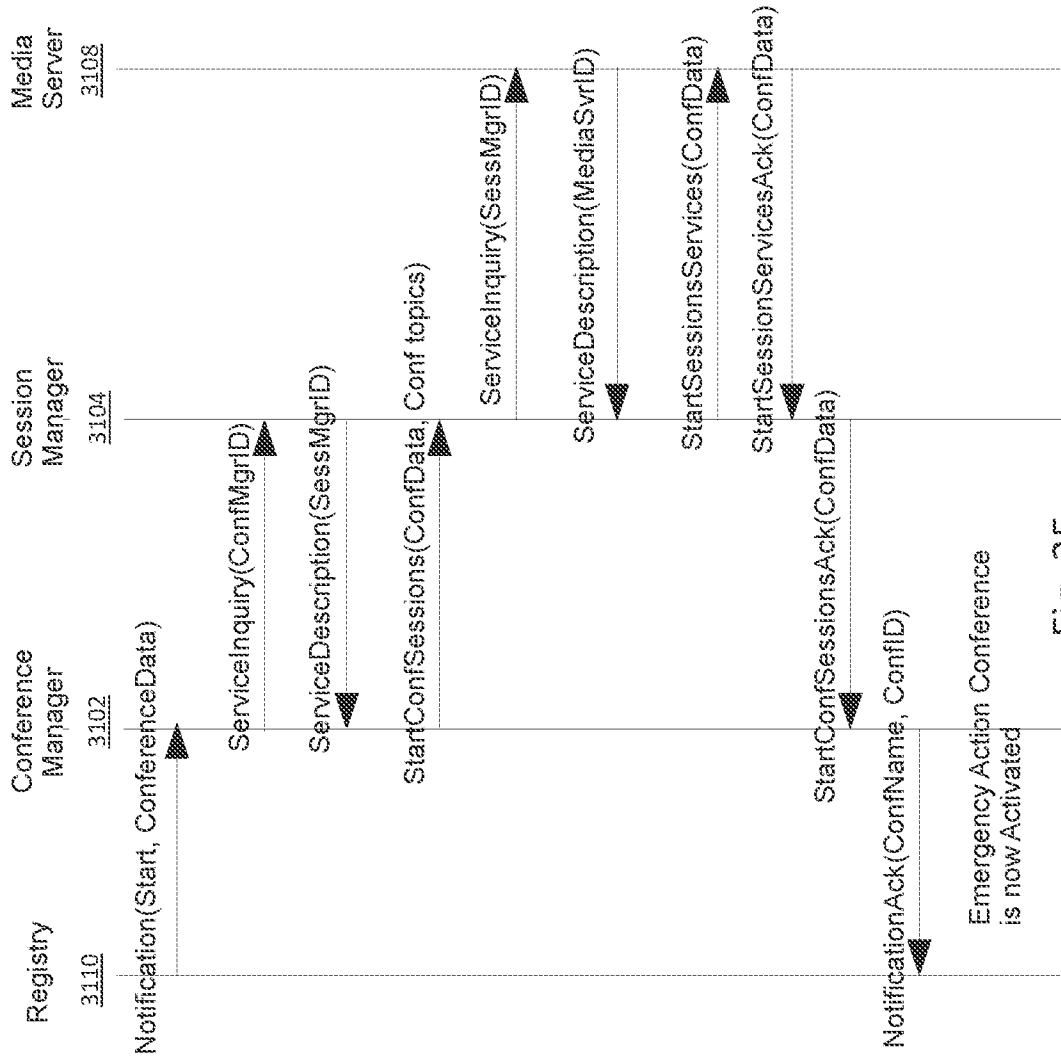 Registry
Conference
Manager
Session
Manager
Media
Server
3110
3102
3104
3108
Notification(Start, ConferenceData)
ServiceInquiry(ConfMgrID)
ServiceDescription(SessMgrID)
StartConfSessions(ConfData, Conf topics)
ServiceInquiry(SessMgrID)
ServiceDescription(MediaSvrID)
StartSessionsServices(ConfData)
StartSessionServicesAck(ConfData)
StartConfSessionsAck(ConfData)
NotificationAck(ConfName, ConfID)
Emergency Action Conference
is now Activated